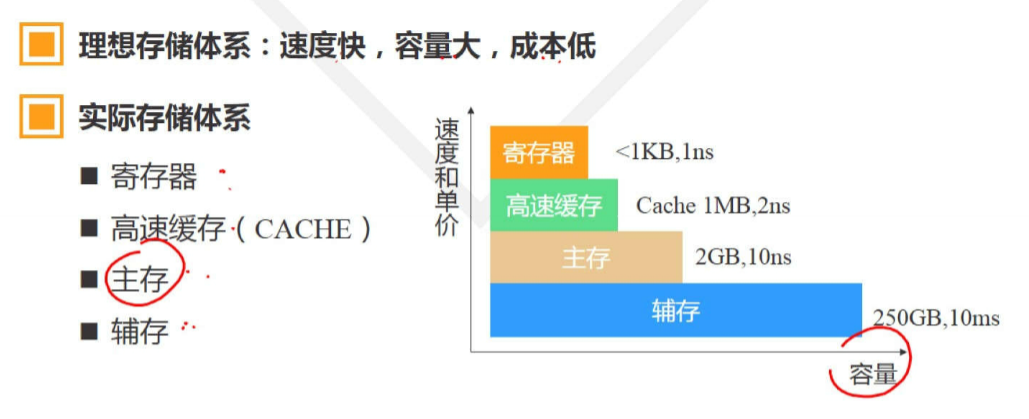 理想存储体系：速度快，容量大，成本低
实际存储体系
寄存器
高速缓存（CACHE）
主存
辅存
速度和单价
寄存器 <1KB,1ns
高速缓存 Cache 1MB,2ns
主存 2GB,10ns
辅存 250GB,10ms
容量